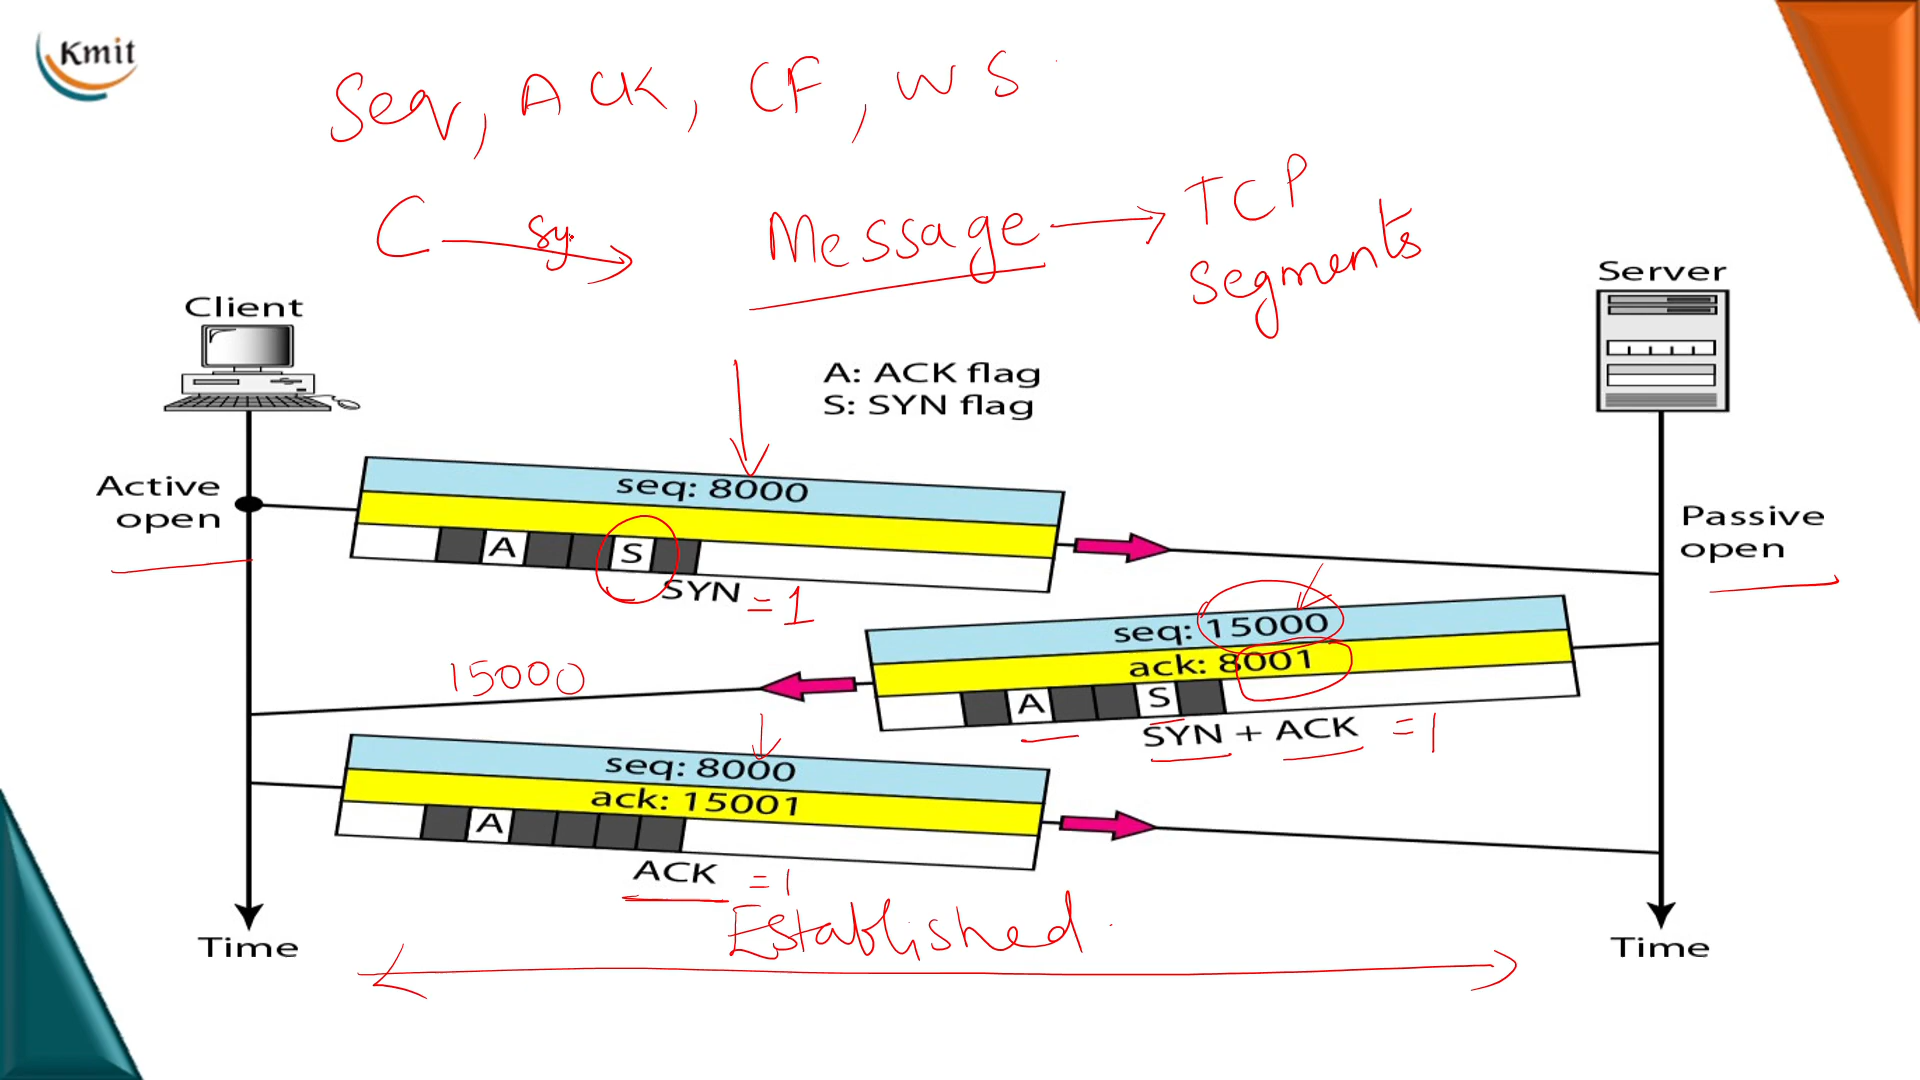 Kmit
Seq, ACK, CF, WS
C Sy Message TCP
Segments
Client
Server
A: ACK flag
S: SYN flag
Active
open
seq: 8000
A S
SYN = 1
Passive
open
seq: 15000
ack: 8001
A S
SYN + ACK = 1
15000
seq: 8000
ack: 15001
A
ACK = 1
Established
Time
Time